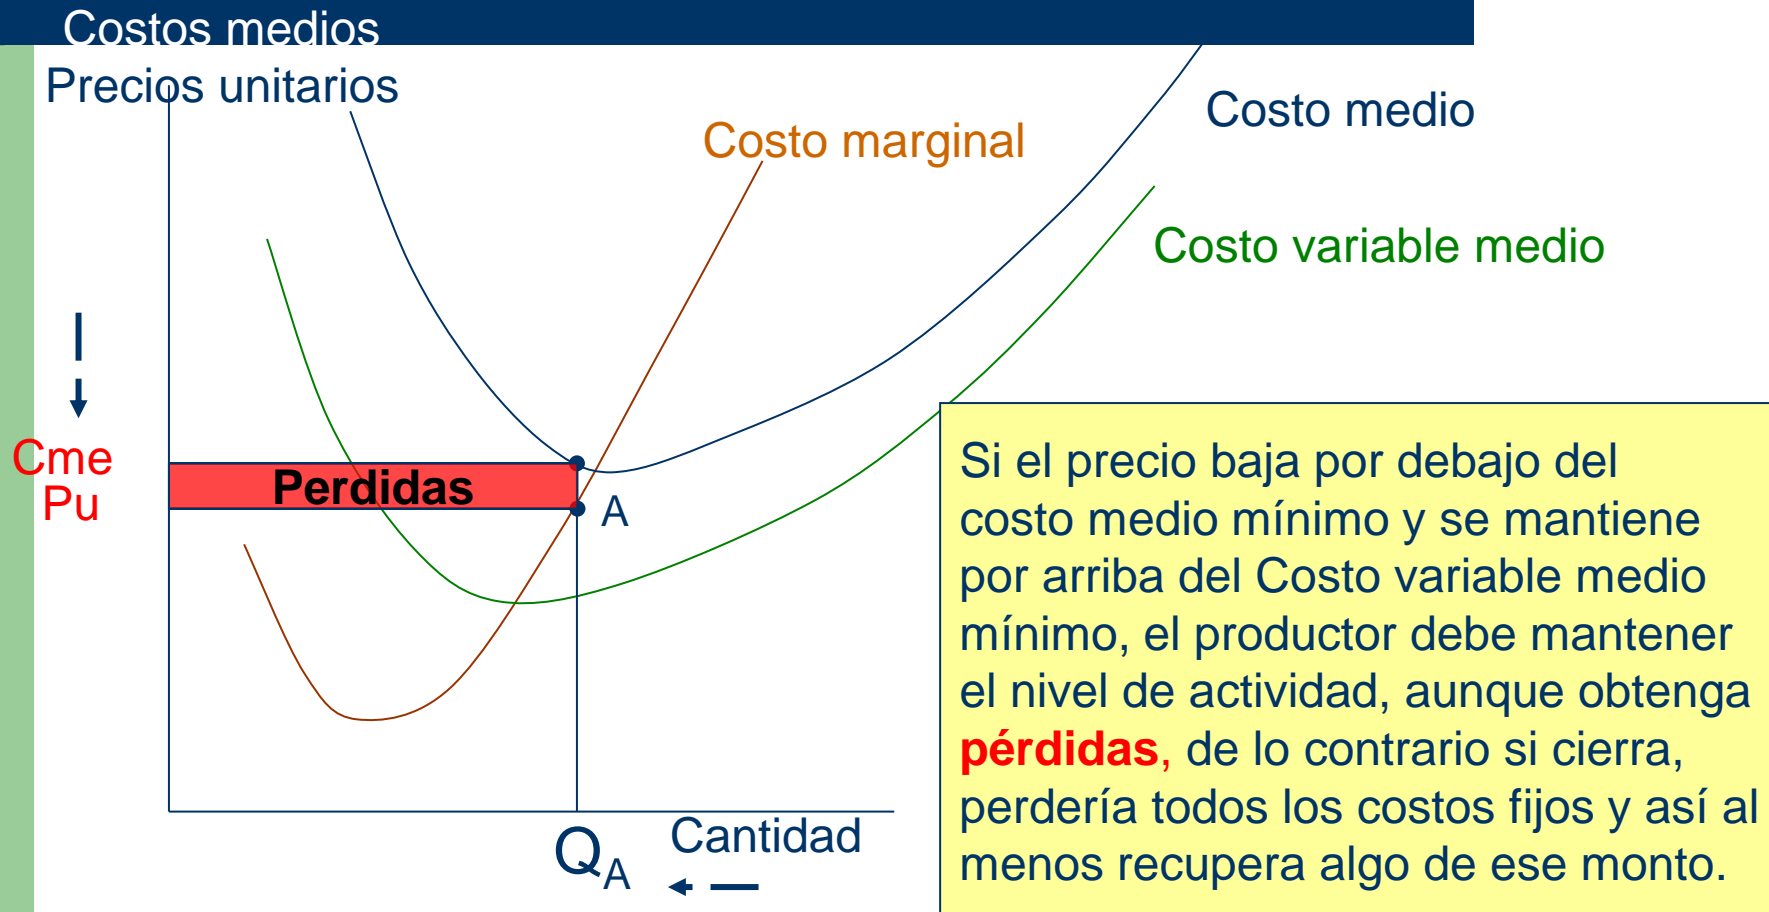 Costos medios
Precios unitarios
Costo medio
Costo marginal
Costo variable medio
Cme
Pu
Perdidas
A
Si el precio baja por debajo del
costo medio mínimo y se mantiene
por arriba del Costo variable medio
mínimo, el productor debe mantener
el nivel de actividad, aunque obtenga
pérdidas, de lo contrario si cierra,
perdería todos los costos fijos y así al
menos recupera algo de ese monto.
QA
Cantidad